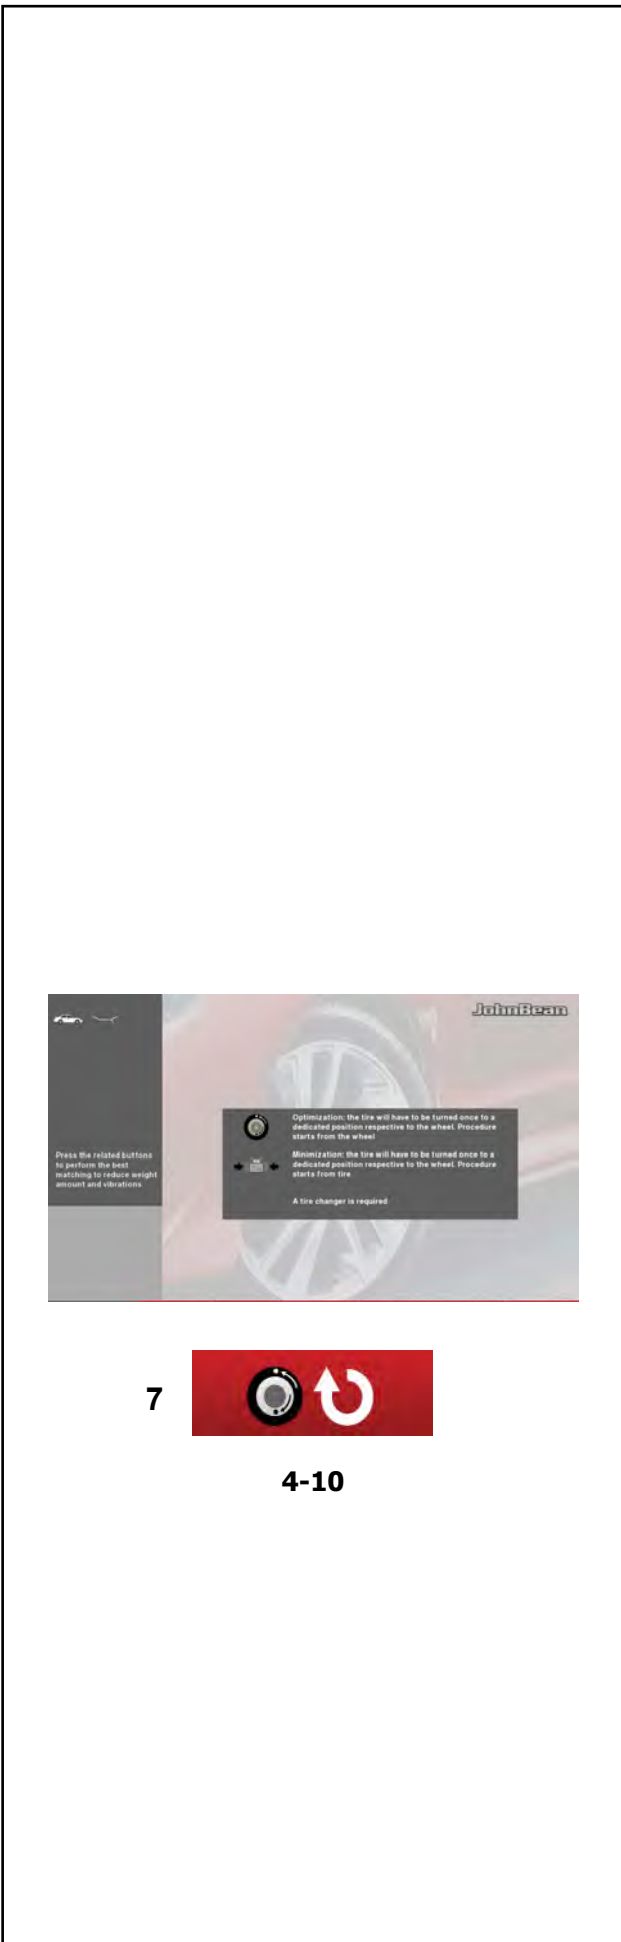 JohnBean
Optimization: the tire will have to be turned once to a
dedicated position respective to the wheel. Procedure
starts from the wheel
Press the related buttons
to perform the best
matching to reduce weight
amount and vibrations
Minimization: the tire will have to be turned once to a
dedicated position respective to the wheel. Procedure
starts from tire
A tire changer is required
7
4-10